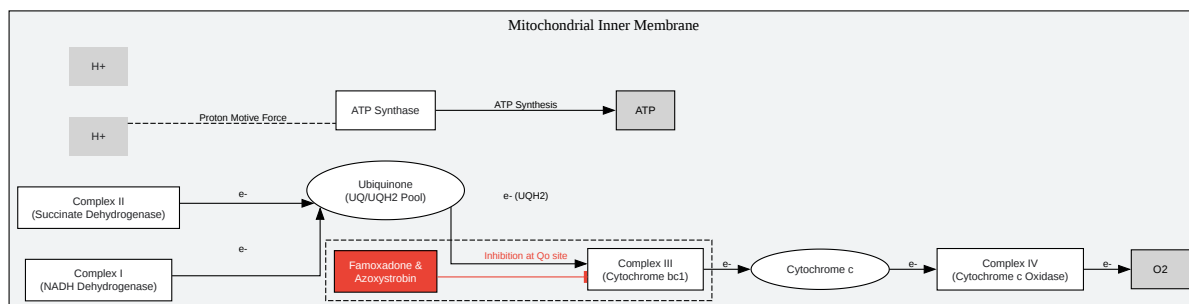 Mitochondrial Inner Membrane
H+
H+
Proton Motive Force
ATP Synthase
ATP Synthesis
ATP
Complex II
(Succinate Dehydrogenase)
e-
Ubiquinone
(UQ/UQH2 Pool)
e- (UQH2)
Complex I
(NADH Dehydrogenase)
e-
Famoxadone &
Azoxystrobin
Inhibition at Qo site
Complex III
(Cytochrome bc1)
e-
Cytochrome c
e-
Complex IV
(Cytochrome c Oxidase)
e-
O2